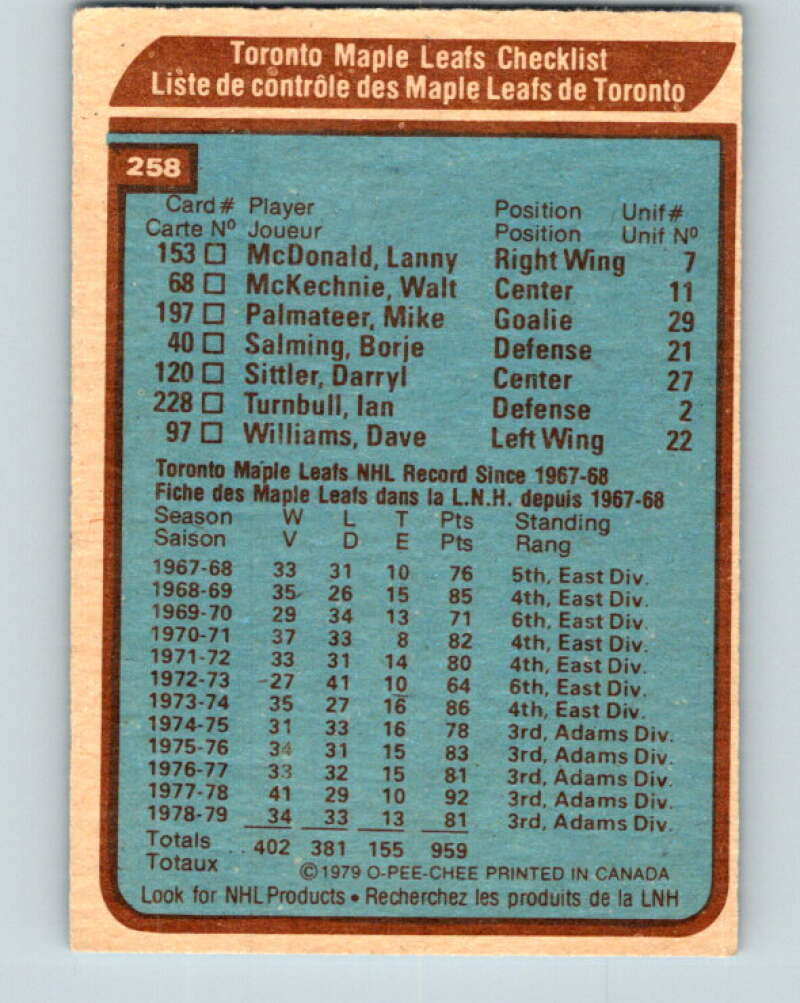 Toronto Maple Leafs Checklist
Liste de contrôle des Maple Leafs de Toronto
258
Card # Player Position Unif #
Carte Nº Joueur Position Unif Nº
153 □ McDonald, Lanny Right Wing 7
68 □ McKechnie, Walt Center 11
197 □ Palmateer, Mike Goalie 29
40 □ Salming, Borje Defense 21
120 □ Sittler, Darryl Center 27
228 □ Turnbull, Ian Defense 2
97 □ Williams, Dave Left Wing 22
Toronto Maple Leafs NHL Record Since 1967-68
Fiche des Maple Leafs dans la L.N.H. depuis 1967-68
Season W L T Pts Standing
Saison V D E Pts Rang
1967-68 33 31 10 76 5th, East Div.
1968-69 35 26 15 85 4th, East Div.
1969-70 29 34 13 71 6th, East Div.
1970-71 37 33 8 82 4th, East Div.
1971-72 33 31 14 80 4th, East Div.
1972-73 27 41 10 64 6th, East Div.
1973-74 35 27 16 86 4th, East Div.
1974-75 31 33 16 78 3rd, Adams Div.
1975-76 34 31 15 83 3rd, Adams Div.
1976-77 33 32 15 81 3rd, Adams Div.
1977-78 41 29 10 92 3rd, Adams Div.
1978-79 34 33 13 81 3rd, Adams Div.
Totals
Totaux 402 381 155 959
©1979 O-PEE-CHEE PRINTED IN CANADA
Look for NHL Products • Recherchez les produits de la LNH